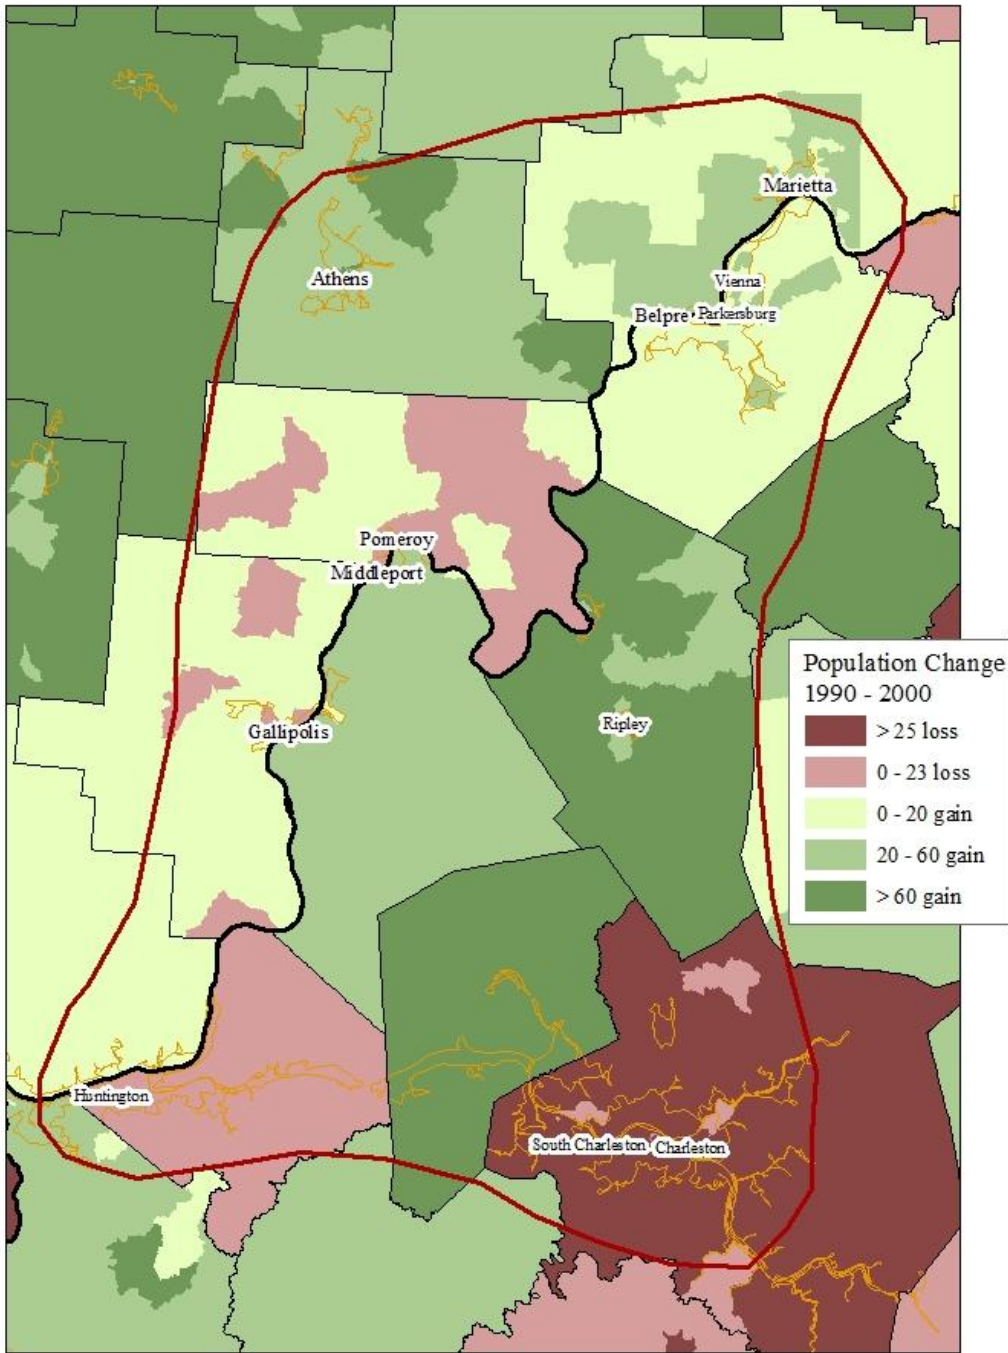 Marietta
Vienna
Athens
Belpre
Parkersburg
Pomeroy
Middleport
Population Change
1990 - 2000
> 25 loss
0 - 23 loss
0 - 20 gain
20 - 60 gain
> 60 gain
Ripley
Gallipolis
Huntington
South Charleston
Charleston